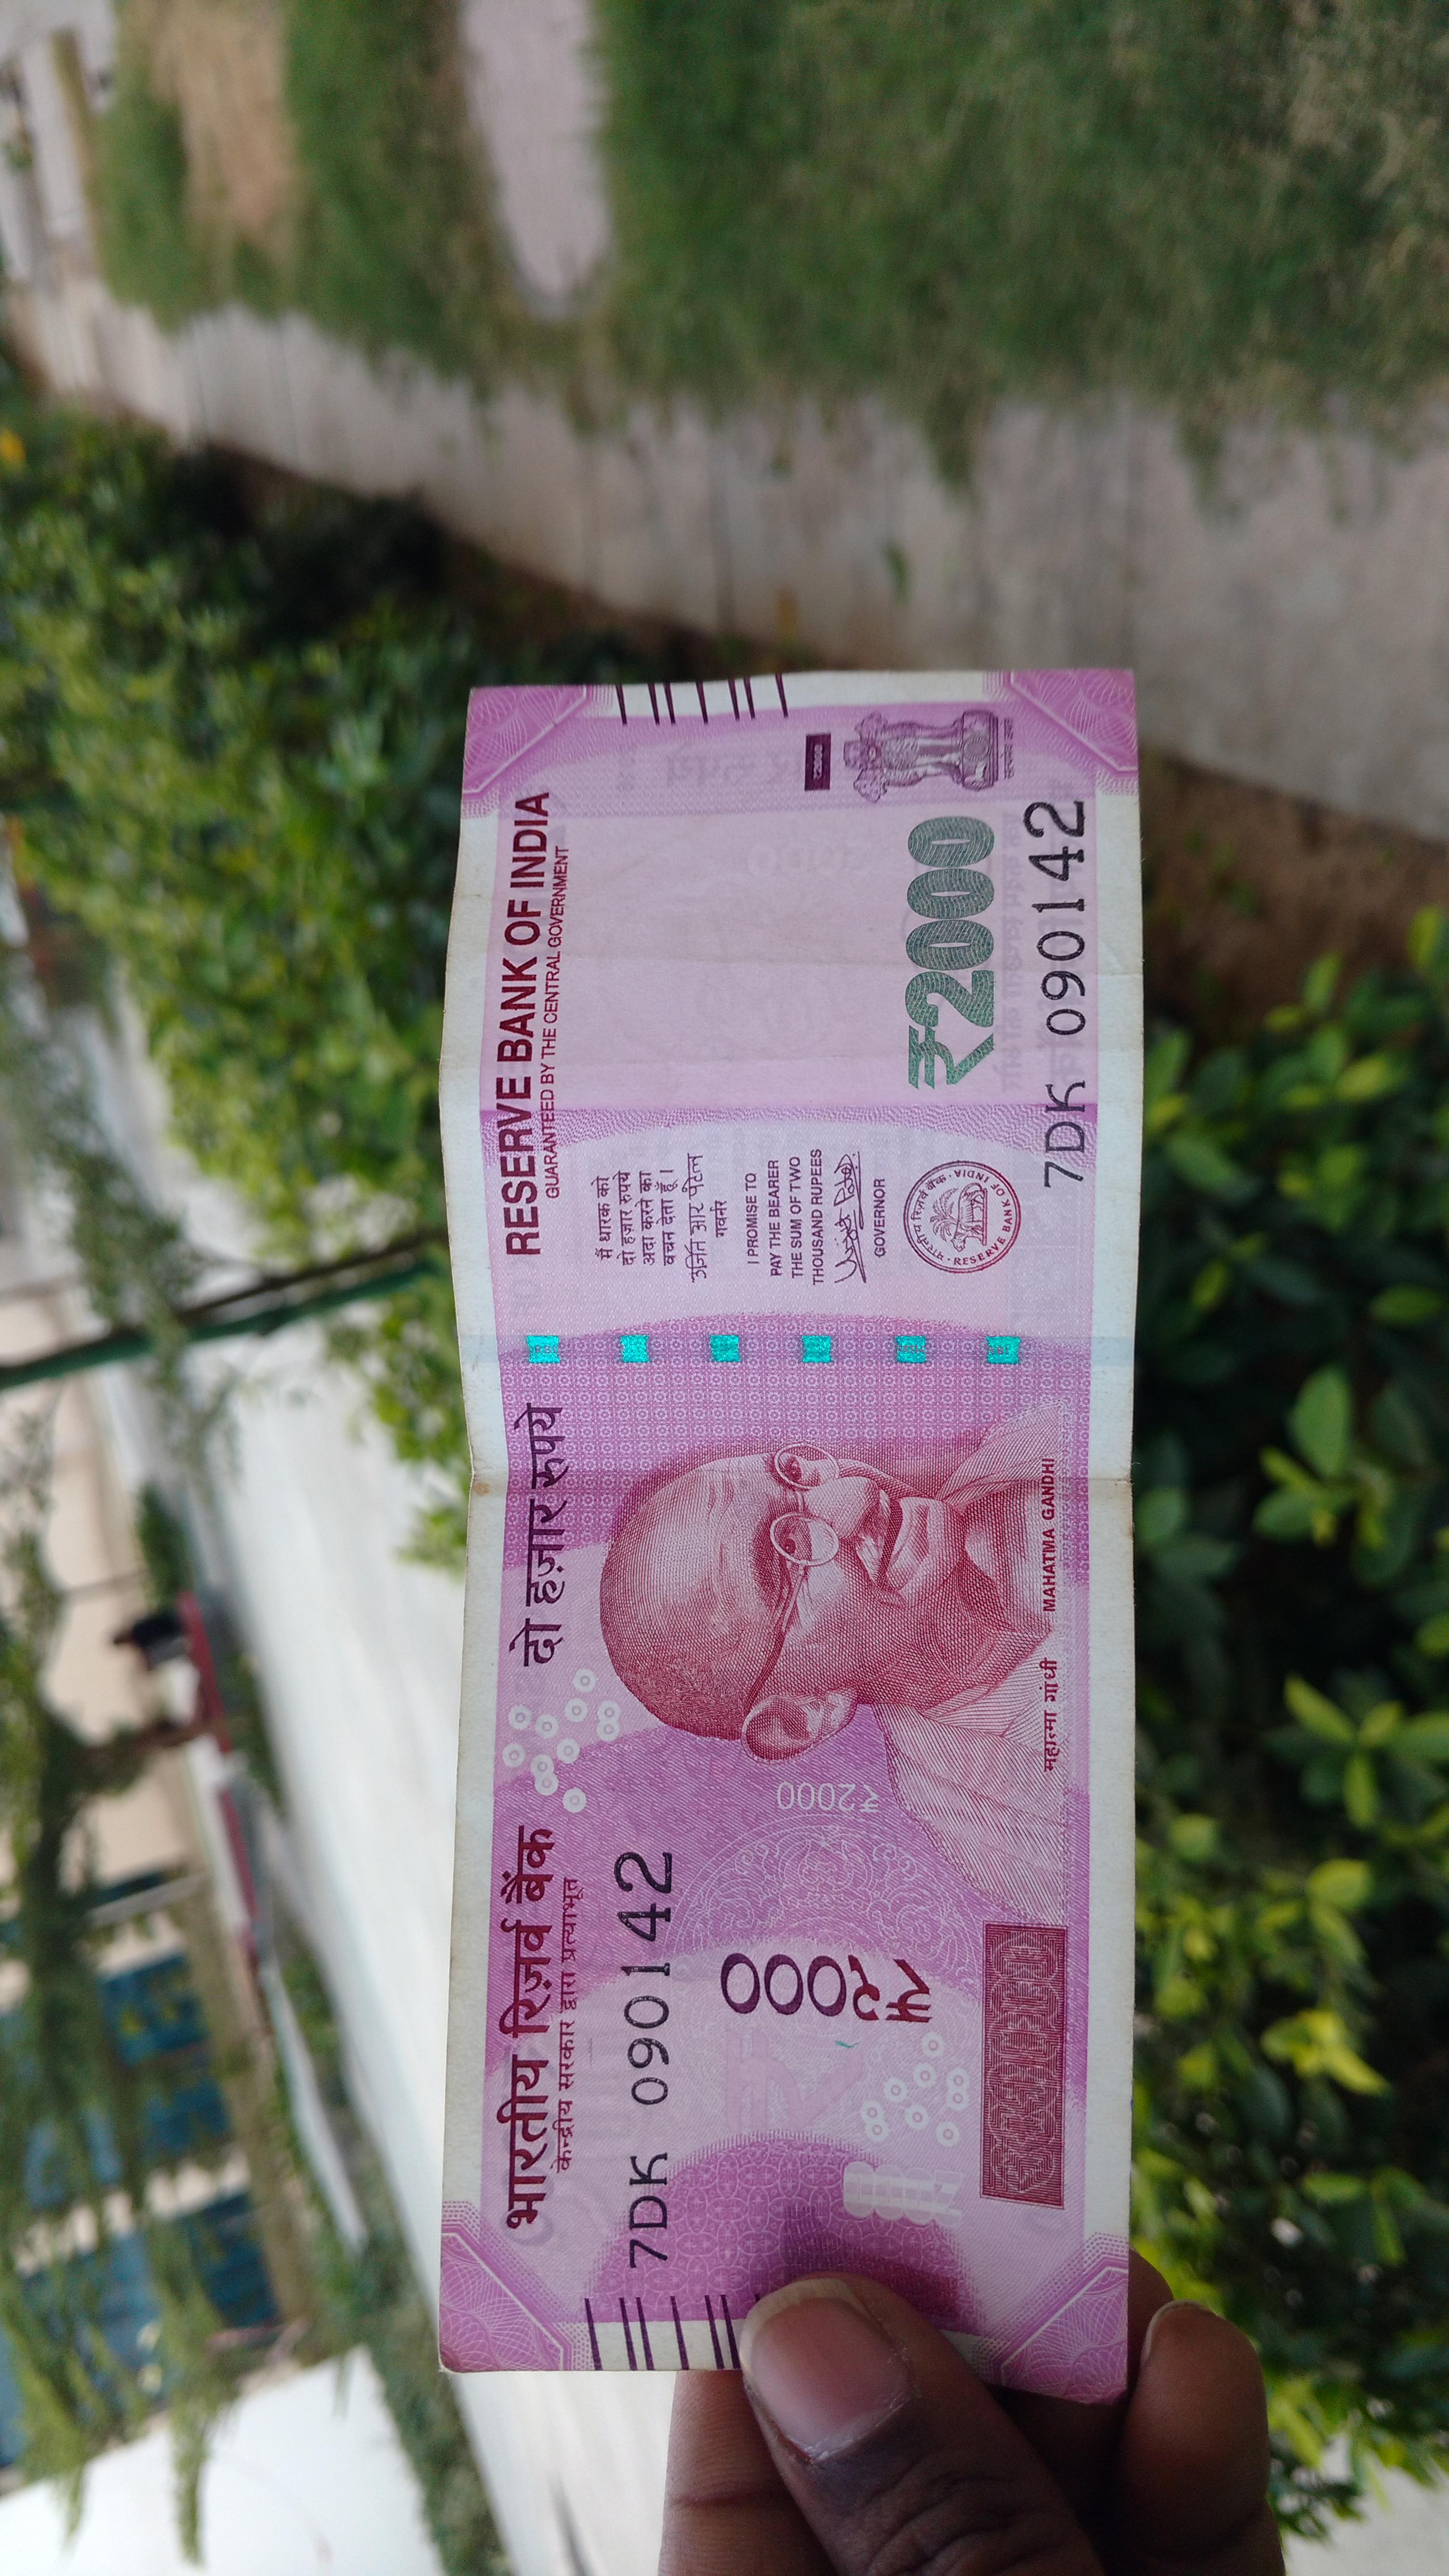 भारतीय रिज़र्व बैंक
केन्द्रीय सरकार द्वारा प्रत्याभूत
दो हज़ार रुपये
RESERVE BANK OF INDIA
GUARANTEED BY THE CENTRAL GOVERNMENT
7DK 090142
₹२०००
₹2000
महात्मा गांधी MAHATMA GANDHI
मैं धारक को
दो हज़ार रुपये
अदा करने का
वचन देता हूँ।
उर्जित आर पटेल
गवर्नर
I PROMISE TO
PAY THE BEARER
THE SUM OF TWO
THOUSAND RUPEES
GOVERNOR
भारतीय रिज़र्व बैंक
RESERVE BANK OF INDIA
₹2000
7DK 090142